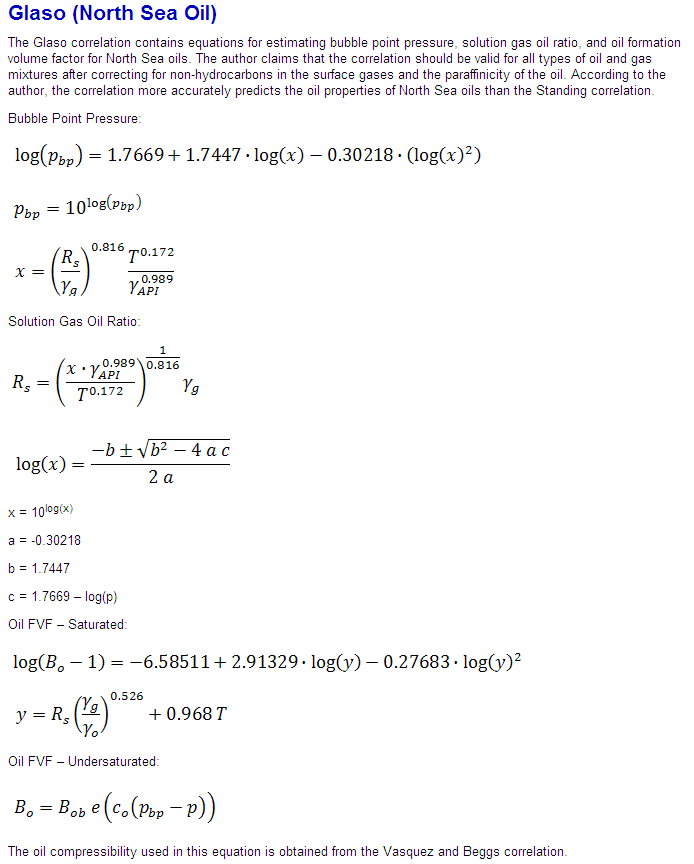 Glaso (North Sea Oil)
The Glaso correlation contains equations for estimating bubble point pressure, solution gas oil ratio, and oil formation
volume factor for North Sea oils. The author claims that the correlation should be valid for all types of oil and gas
mixtures after correcting for non-hydrocarbons in the surface gases and the paraffinicity of the oil. According to the
author, the correlation more accurately predicts the oil properties of North Sea oils than the Standing correlation.
Bubble Point Pressure:
log(p_bp) = 1.7669 + 1.7447 · log(x) − 0.30218 · (log(x)^2)
p_bp = 10^log(p_bp)
x = (R_s / γ_g)^0.816 T^0.172 / γ_API^0.989
Solution Gas Oil Ratio:
R_s = (x · γ_API^0.989 / T^0.172)^(1/0.816) γ_g
log(x) = (−b ± √(b^2 − 4 a c)) / (2 a)
x = 10^log(x)
a = -0.30218
b = 1.7447
c = 1.7669 – log(p)
Oil FVF – Saturated:
log(B_o − 1) = −6.58511 + 2.91329 · log(y) − 0.27683 · log(y)^2
y = R_s (γ_g / γ_o)^0.526 + 0.968 T
Oil FVF – Undersaturated:
B_o = B_ob e(c_o(p_bp − p))
The oil compressibility used in this equation is obtained from the Vasquez and Beggs correlation.